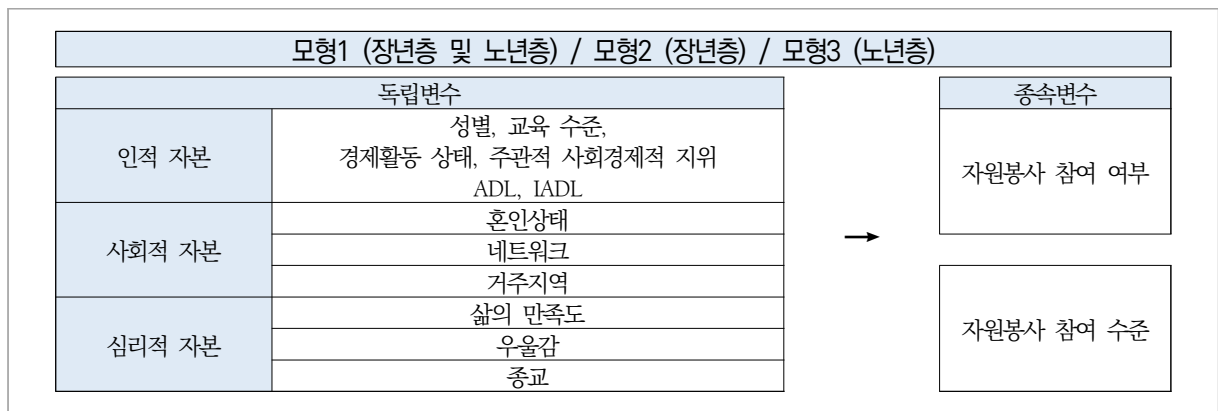 모형1 (장년층 및 노년층) / 모형2 (장년층) / 모형3 (노년층)
독립변수
인적 자본
성별, 교육 수준,
경제활동 상태, 주관적 사회경제적 지위
ADL, IADL
사회적 자본
혼인상태
네트워크
거주지역
심리적 자본
삶의 만족도
우울감
종교
→
종속변수
자원봉사 참여 여부
자원봉사 참여 수준